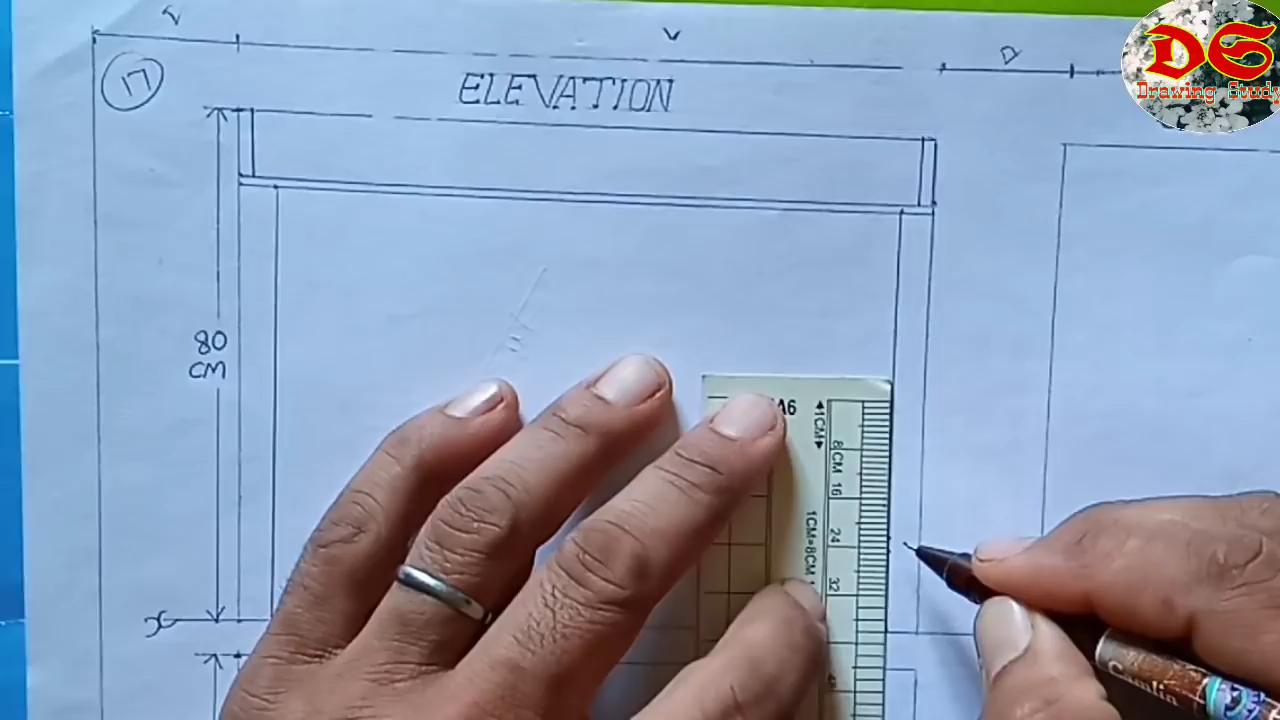 DS
Drawing Study
V
D
17
ELEVATION
80
CM
X
A6
1CM
8CM 16
24
32
1CM=8CM
Camlin